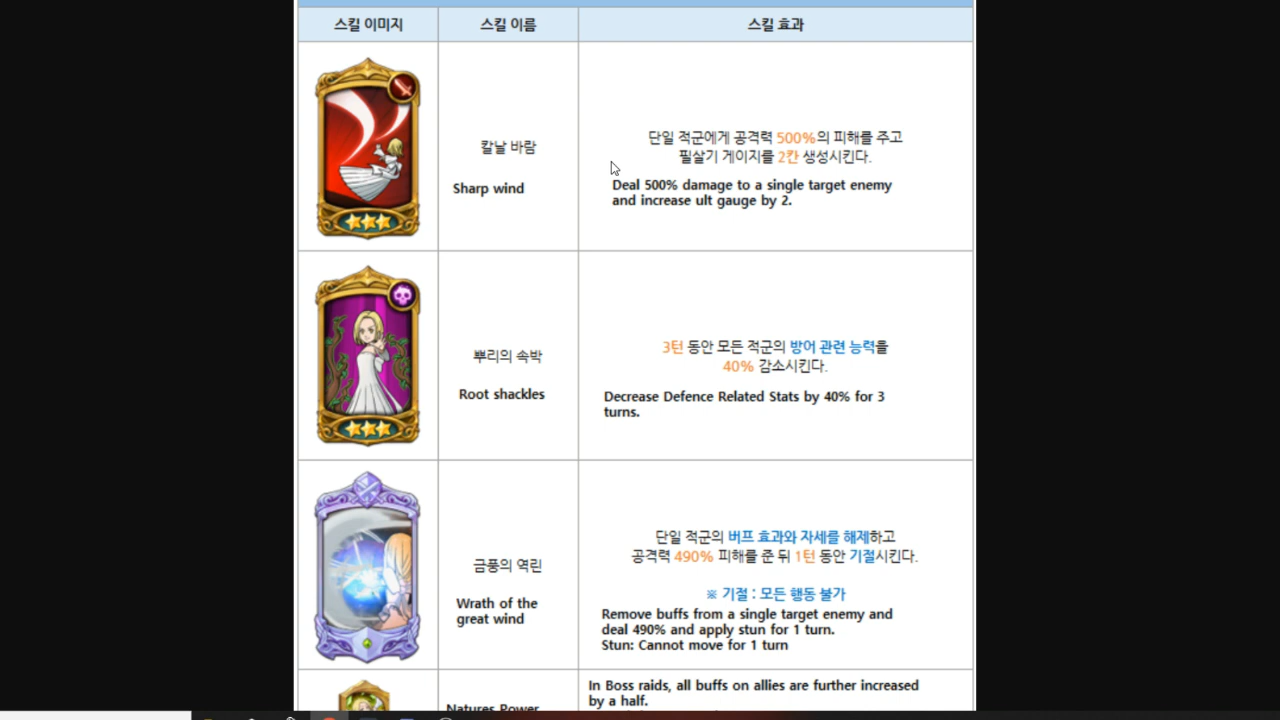 스킬 이미지
스킬 이름
스킬 효과
칼날 바람
Sharp wind
단일 적군에게 공격력 500%의 피해를 주고
필살기 게이지를 2칸 생성시킨다.
Deal 500% damage to a single target enemy
and increase ult gauge by 2.
뿌리의 속박
Root shackles
3턴 동안 모든 적군의 방어 관련 능력을
40% 감소시킨다.
Decrease Defence Related Stats by 40% for 3
turns.
금풍의 역린
Wrath of the
great wind
단일 적군의 버프 효과와 자세를 해제하고
공격력 490% 피해를 준 뒤 1턴 동안 기절시킨다.
※ 기절 : 모든 행동 불가
Remove buffs from a single target enemy and
deal 490% and apply stun for 1 turn.
Stun: Cannot move for 1 turn
Natures Power
In Boss raids, all buffs on allies are further increased
by a half.